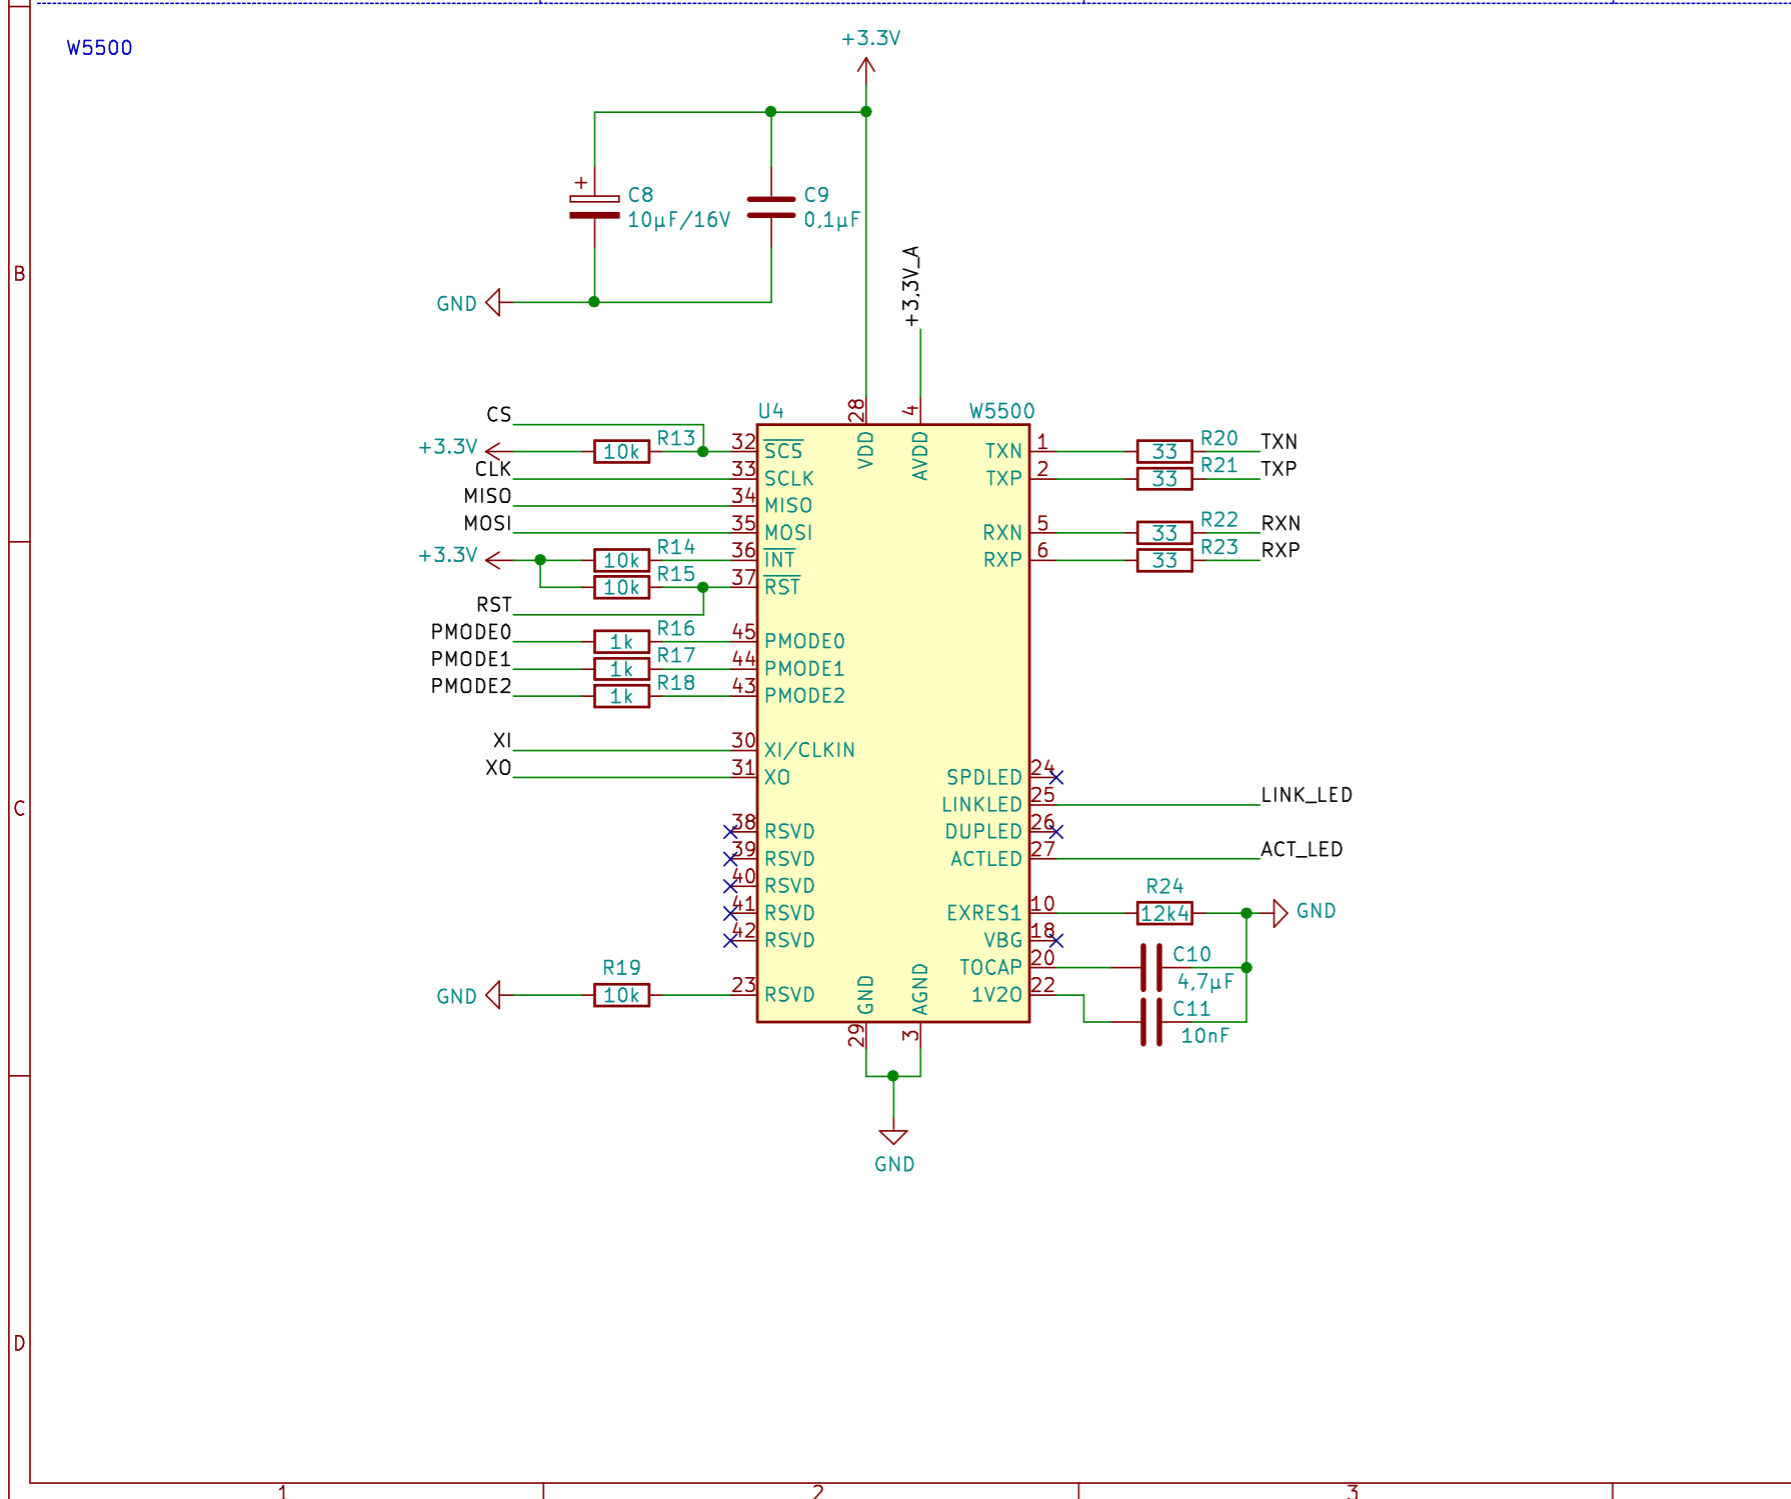 W5500
+3.3V
+
C8
10µF/16V
C9
0,1µF
B
GND
+3,3V_A
U4
28
4
W5500
VDD
AVDD
CS
+3.3V
R13
10k
32
SCS
CLK
33
SCLK
MISO
34
MISO
MOSI
35
MOSI
+3.3V
R14
10k
36
INT
R15
10k
37
RST
RST
PMODE0
R16
1k
45
PMODE0
PMODE1
R17
1k
44
PMODE1
PMODE2
R18
1k
43
PMODE2
XI
30
XI/CLKIN
XO
31
XO
38
RSVD
39
RSVD
40
RSVD
41
RSVD
42
RSVD
GND
R19
10k
23
RSVD
TXN
1
33
R20
TXN
TXP
2
33
R21
TXP
RXN
5
33
R22
RXN
RXP
6
33
R23
RXP
SPDLED
24
LINKLED
25
LINK_LED
DUPLED
26
ACTLED
27
ACT_LED
EXRES1
10
R24
12k4
GND
VBG
18
TOCAP
20
C10
4,7µF
1V2O
22
C11
10nF
GND
AGND
29
3
GND
C
D
1
2
3